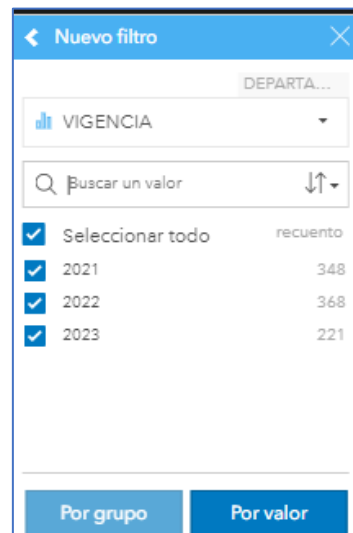 Nuevo filtro
DEPARTA...
VIGENCIA
Buscar un valor
Seleccionar todo recuento
2021 348
2022 368
2023 221
Por grupo Por valor